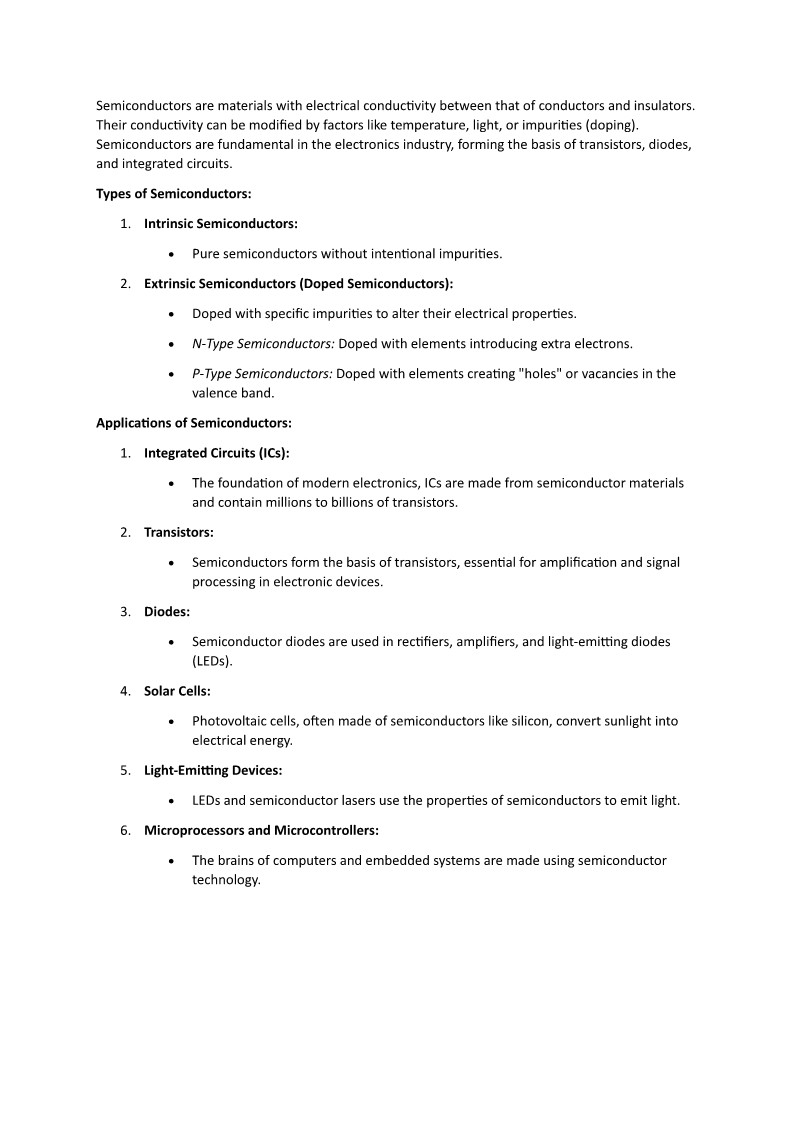 Semiconductors are materials with electrical conductivity between that of conductors and insulators.
Their conductivity can be modified by factors like temperature, light, or impurities (doping).
Semiconductors are fundamental in the electronics industry, forming the basis of transistors, diodes,
and integrated circuits.
Types of Semiconductors:
1. Intrinsic Semiconductors:
• Pure semiconductors without intentional impurities.
2. Extrinsic Semiconductors (Doped Semiconductors):
• Doped with specific impurities to alter their electrical properties.
• N-Type Semiconductors: Doped with elements introducing extra electrons.
• P-Type Semiconductors: Doped with elements creating "holes" or vacancies in the
valence band.
Applications of Semiconductors:
1. Integrated Circuits (ICs):
• The foundation of modern electronics, ICs are made from semiconductor materials
and contain millions to billions of transistors.
2. Transistors:
• Semiconductors form the basis of transistors, essential for amplification and signal
processing in electronic devices.
3. Diodes:
• Semiconductor diodes are used in rectifiers, amplifiers, and light-emitting diodes
(LEDs).
4. Solar Cells:
• Photovoltaic cells, often made of semiconductors like silicon, convert sunlight into
electrical energy.
5. Light-Emitting Devices:
• LEDs and semiconductor lasers use the properties of semiconductors to emit light.
6. Microprocessors and Microcontrollers:
• The brains of computers and embedded systems are made using semiconductor
technology.